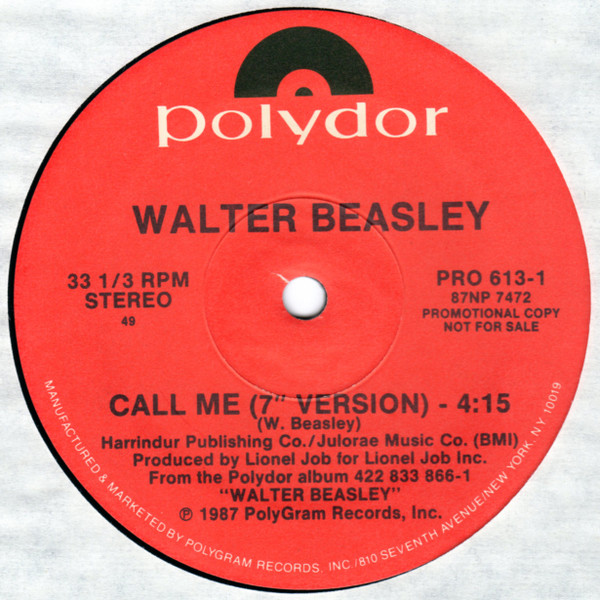 polydor
WALTER BEASLEY
33 1/3 RPM
STEREO
49
PRO 613-1
87NP 7472
PROMOTIONAL COPY
NOT FOR SALE
CALL ME (7" VERSION) - 4:15
(W. Beasley)
Harrindur Publishing Co./Julorae Music Co. (BMI)
Produced by Lionel Job for Lionel Job Inc.
From the Polydor album 422 833 866-1
"WALTER BEASLEY"
℗ 1987 PolyGram Records, Inc.
MANUFACTURED & MARKETED BY POLYGRAM RECORDS, INC./810 SEVENTH AVENUE/NEW YORK, NY 10019